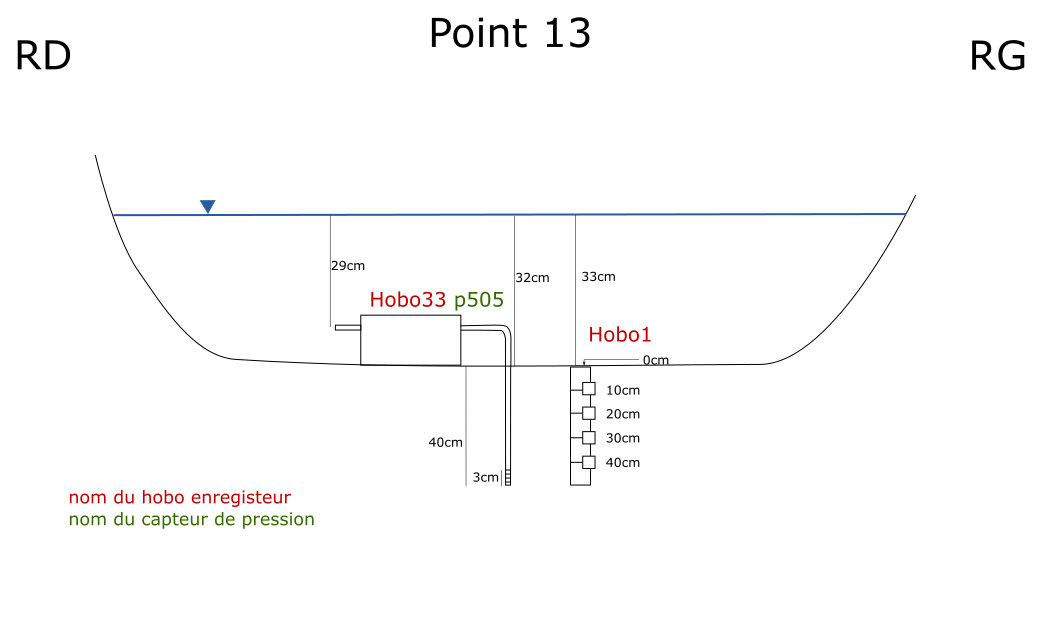 Point 13
RD
RG
29cm
32cm
33cm
Hobo33 p505
Hobo1
0cm
10cm
20cm
30cm
40cm
40cm
3cm
nom du hobo enregisteur
nom du capteur de pression